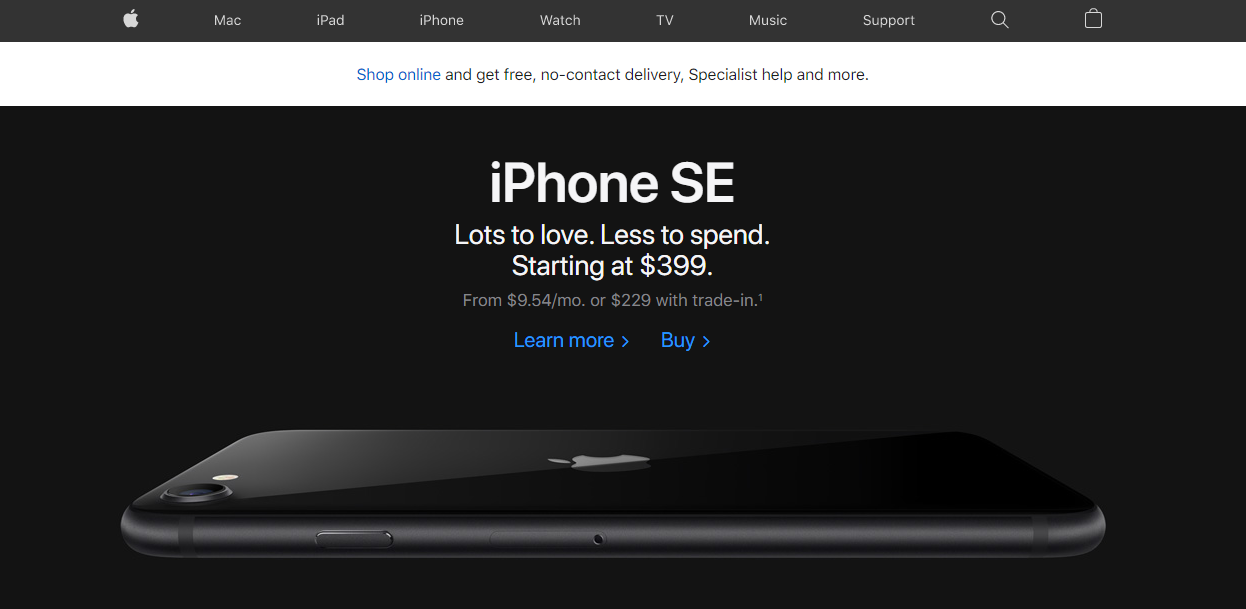 Mac iPad iPhone Watch TV Music Support
Shop online and get free, no-contact delivery, Specialist help and more.
iPhone SE
Lots to love. Less to spend.
Starting at $399.
From $9.54/mo. or $229 with trade-in.¹
Learn more > Buy >